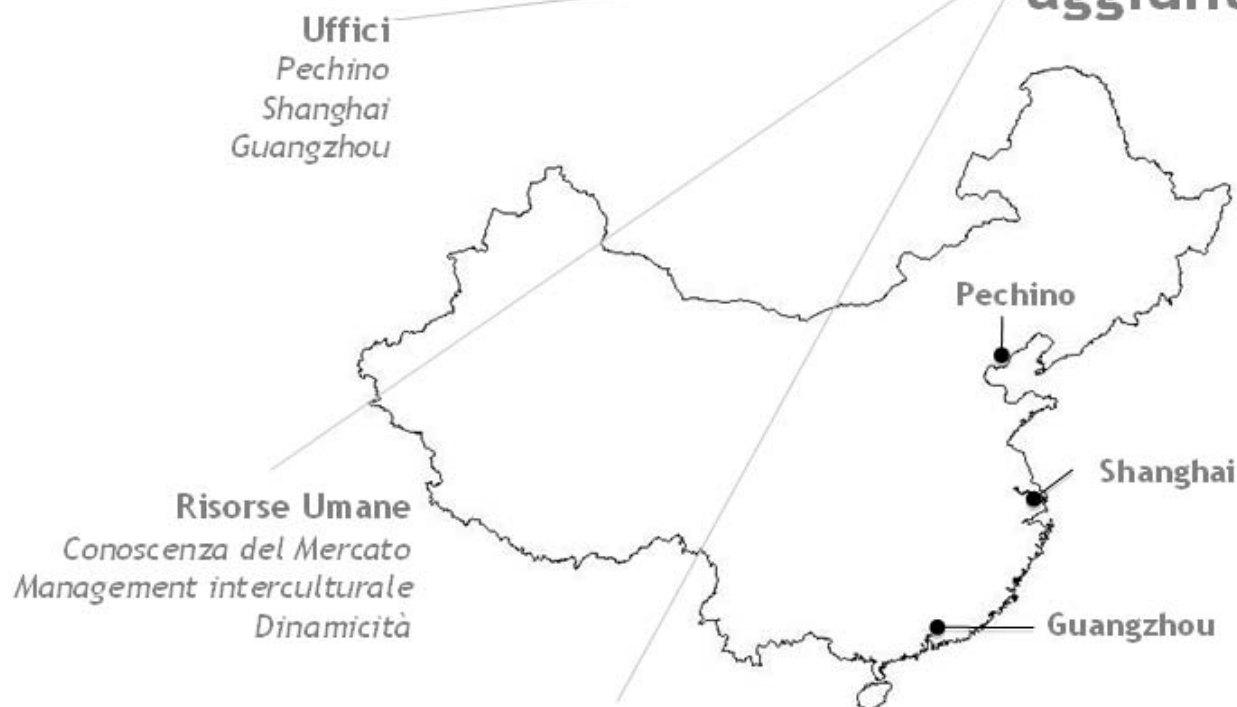 Uffici
Pechino
Shanghai
Guangzhou
Pechino
Shanghai
Risorse Umane
Conoscenza del Mercato
Management interculturale
Dinamicità
Guangzhou